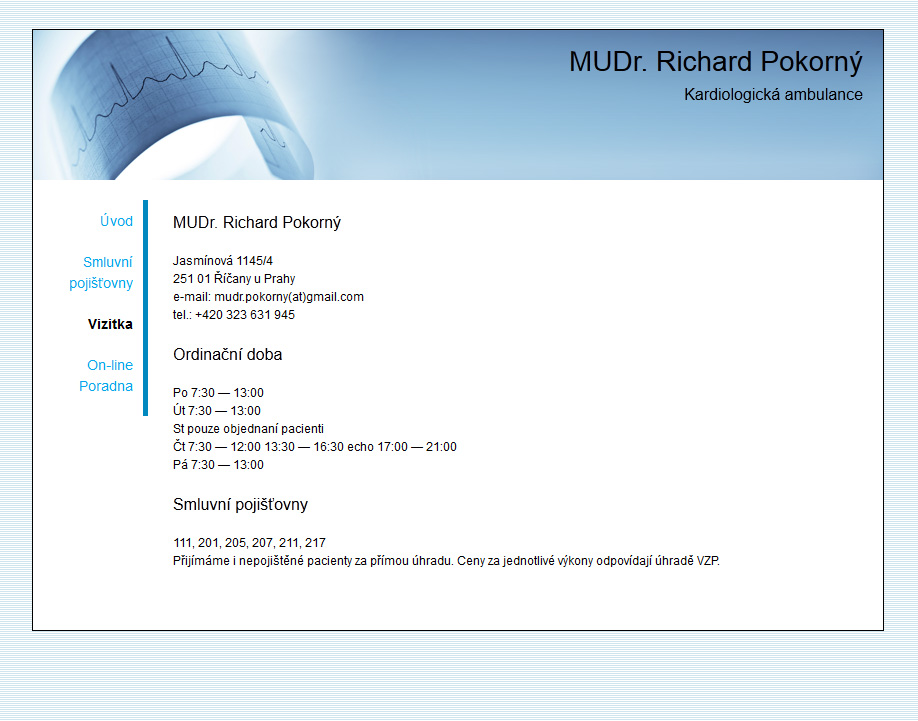 MUDr. Richard Pokorný
Kardiologická ambulance
Úvod
Smluvní
pojišťovny
Vizitka
On-line
Poradna
MUDr. Richard Pokorný
Jasmínová 1145/4
251 01 Říčany u Prahy
e-mail: mudr.pokorny(at)gmail.com
tel.: +420 323 631 945
Ordinační doba
Po 7:30 — 13:00
Út 7:30 — 13:00
St pouze objednaní pacienti
Čt 7:30 — 12:00 13:30 — 16:30 echo 17:00 — 21:00
Pá 7:30 — 13:00
Smluvní pojišťovny
111, 201, 205, 207, 211, 217
Přijímáme i nepojištěné pacienty za přímou úhradu. Ceny za jednotlivé výkony odpovídají úhradě VZP.